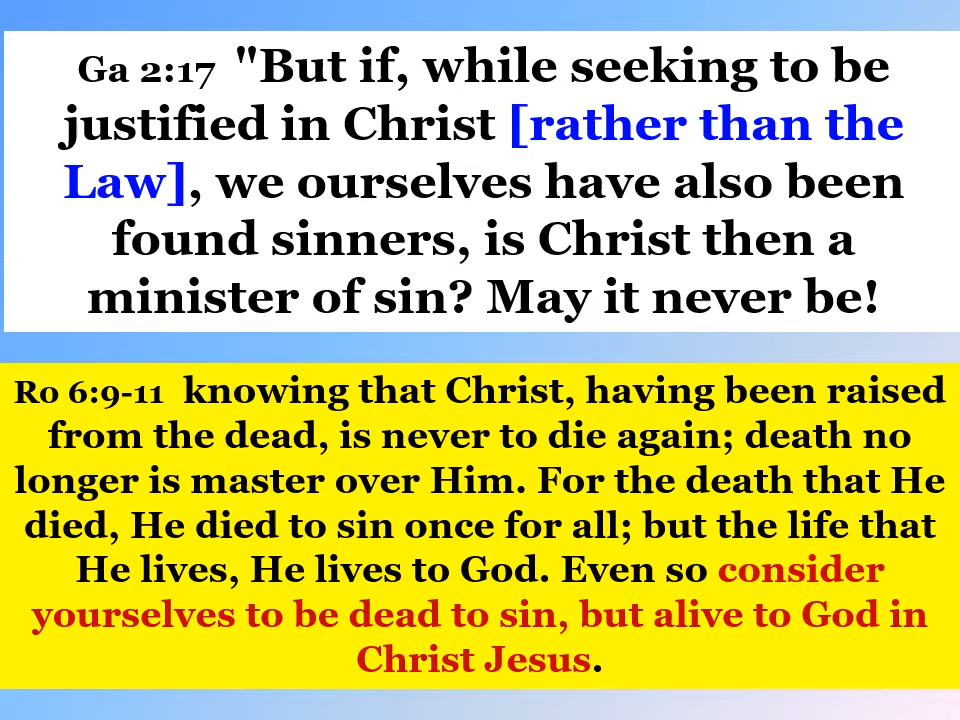 Ga 2:17 "But if, while seeking to be
justified in Christ [rather than the
Law], we ourselves have also been
found sinners, is Christ then a
minister of sin? May it never be!
Ro 6:9-11 knowing that Christ, having been raised
from the dead, is never to die again; death no
longer is master over Him. For the death that He
died, He died to sin once for all; but the life that
He lives, He lives to God. Even so consider
yourselves to be dead to sin, but alive to God in
Christ Jesus.